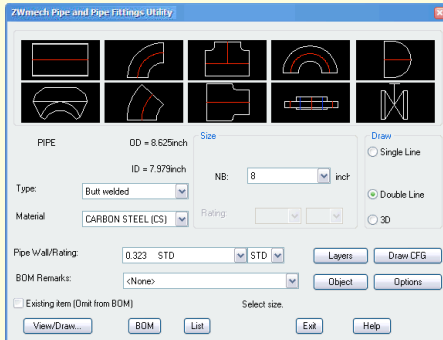 ZWmech Pipe and Pipe Fittings Utility
PIPE
OD = 8.625inch
ID = 7.979inch
Size
Draw
NB: 8 inch
Single Line
Type: Butt welded
Double Line
Material CARBON STEEL (CS)
Rating:
3D
Pipe Wall/Rating: 0.323 STD STD Layers Draw CFG
BOM Remarks: <None> Object Options
Existing item (Omit from BOM) Select size.
View/Draw... BOM List Exit Help